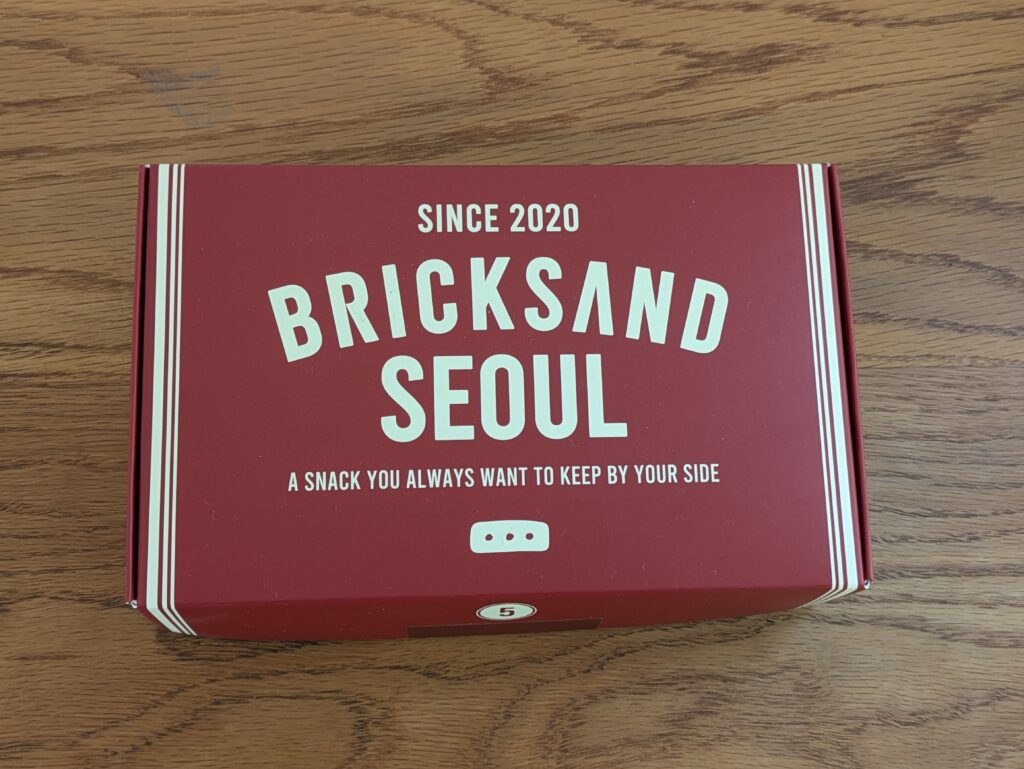 SINCE 2020
BRICKSAND
SEOUL
A SNACK YOU ALWAYS WANT TO KEEP BY YOUR SIDE
5